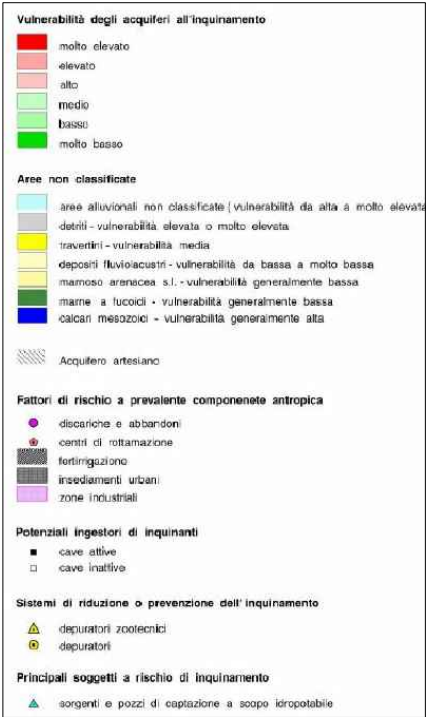 Vulnerabilità degli acquiferi all'inquinamento
molto elevato
elevato
alto
medio
basso
molto basso
Aree non classificate
aree alluvionali non classificate ( vulnerabilità da alta a molto elevata
detriti - vulnerabilità elevata o molto elevata
travertini - vulnerabilità media
depositi fluviolacustri - vulnerabilità da bassa a molto bassa
marnoso arenacea s.l. - vulnerabilità generalmente bassa
marne a fucoidi - vulnerabilità generalmente bassa
calcari mesozoici - vulnerabilità generalmente alta
Acquifero artesiano
Fattori di rischio a prevalente componenete antropica
discariche e abbandoni
centri di rottamazione
fertirrigazione
insediamenti urbani
zone industriali
Potenziali ingestori di inquinanti
cave attive
cave inattive
Sistemi di riduzione o prevenzione dell'inquinamento
depuratori zootecnici
depuratori
Principali soggetti a rischio di inquinamento
sorgenti e pozzi di captazione a scopo idropotabile